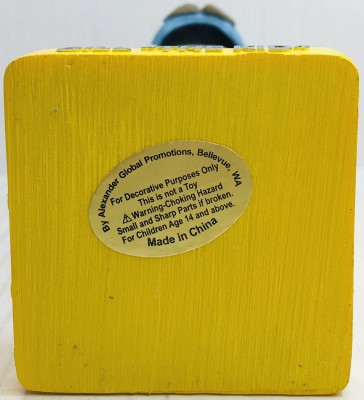 By Alexander Global Promotions, Bellevue, WA
For Decorative Purposes Only
This is not a Toy
⚠Warning-Choking Hazard
Small and Sharp Parts if broken.
For Children Age 14 and above.
Made in China